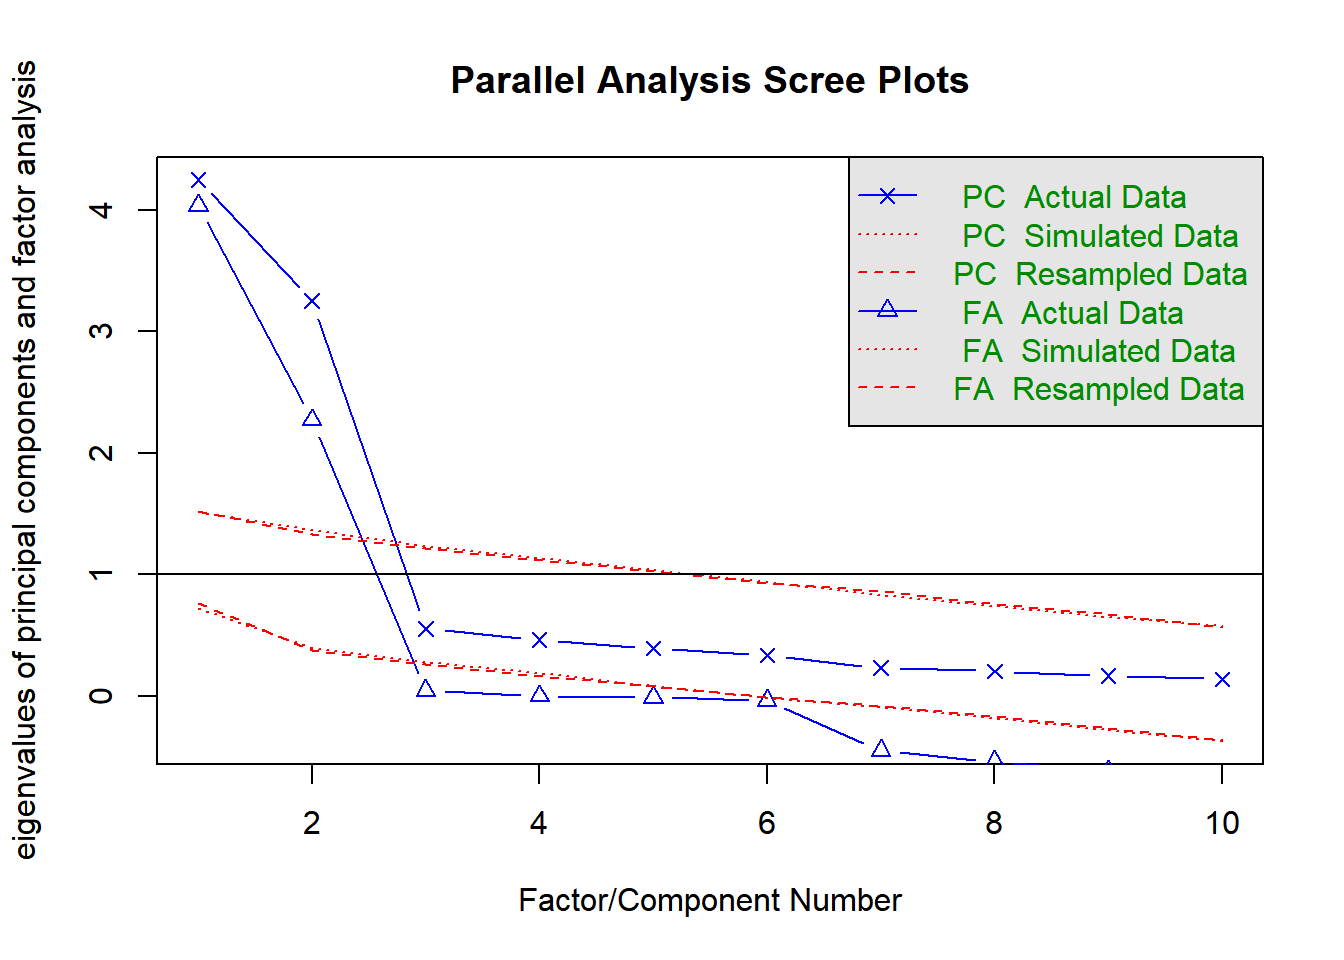 Parallel Analysis Scree Plots
eigenvalues of principal components and factor analysis
4
3
2
1
0
PC Actual Data
PC Simulated Data
PC Resampled Data
FA Actual Data
FA Simulated Data
FA Resampled Data
2 4 6 8 10
Factor/Component Number